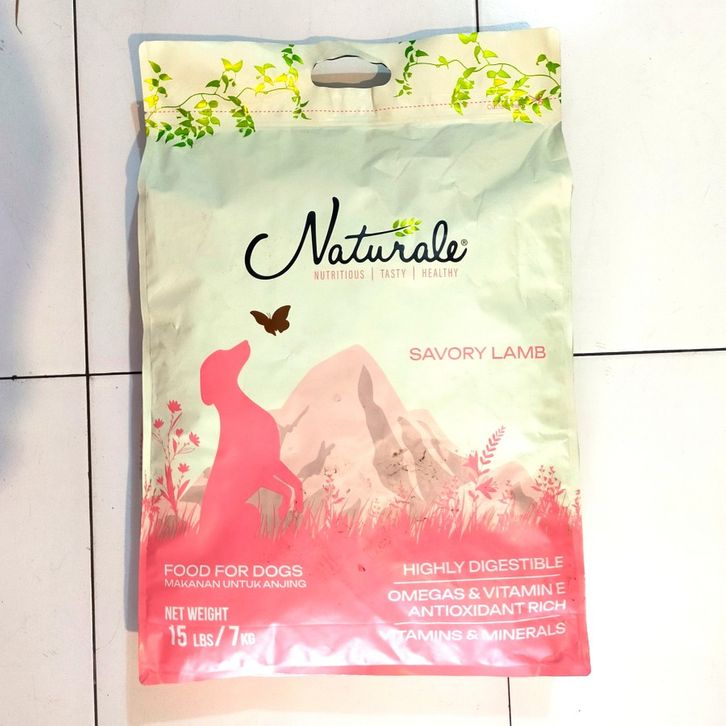 Naturale®
NUTRITIOUS | TASTY | HEALTHY
SAVORY LAMB
FOOD FOR DOGS
MAKANAN UNTUK ANJING
NET WEIGHT
15 LBS / 7 KG
HIGHLY DIGESTIBLE
OMEGAS & VITAMIN E
ANTIOXIDANT RICH
VITAMINS & MINERALS